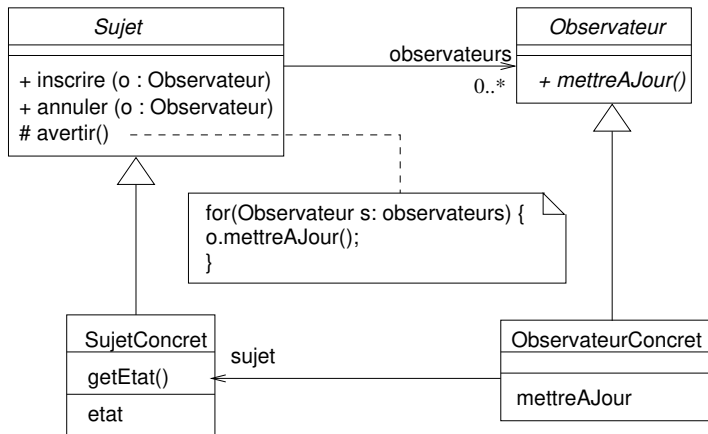 Sujet
+ inscrire (o : Observateur)
+ annuler (o : Observateur)
# avertir()
observateurs
0..*
Observateur
+ mettreAJour()
for(Observateur s: observateurs) {
o.mettreAJour();
}
SujetConcret
getEtat()
etat
sujet
ObservateurConcret
mettreAJour